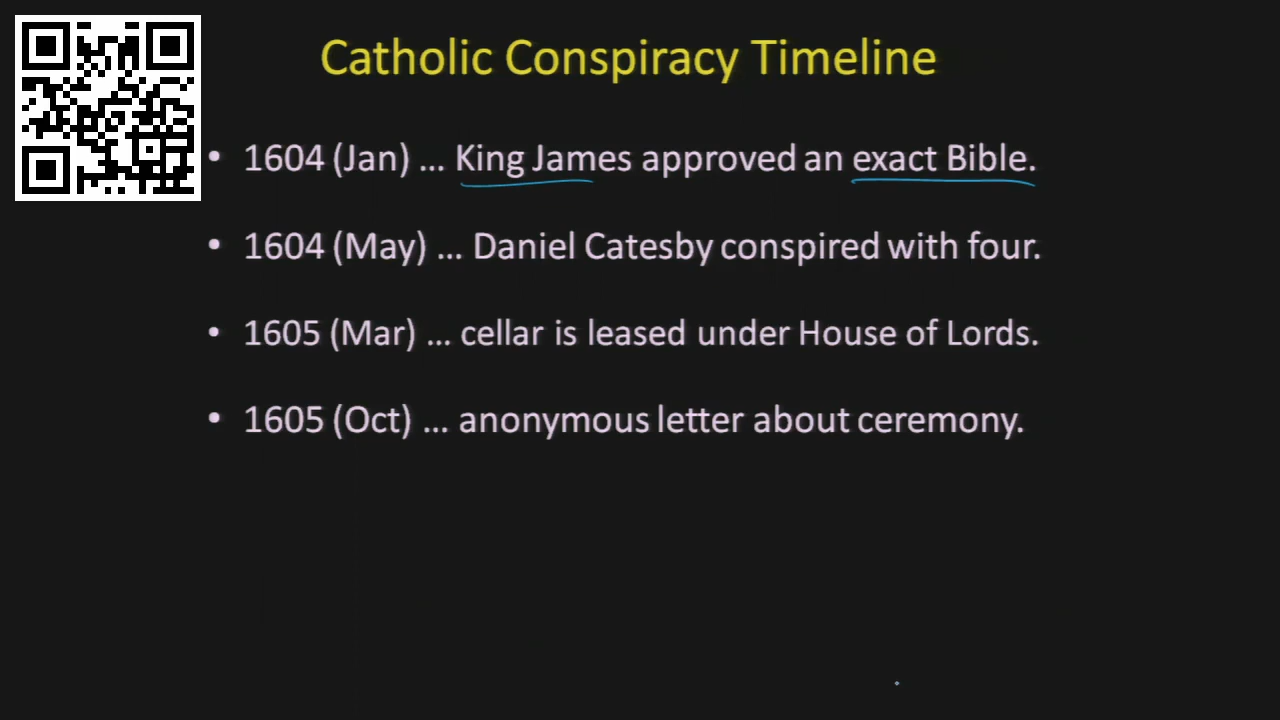 Catholic Conspiracy Timeline
• 1604 (Jan) … King James approved an exact Bible.
• 1604 (May) … Daniel Catesby conspired with four.
• 1605 (Mar) … cellar is leased under House of Lords.
• 1605 (Oct) … anonymous letter about ceremony.